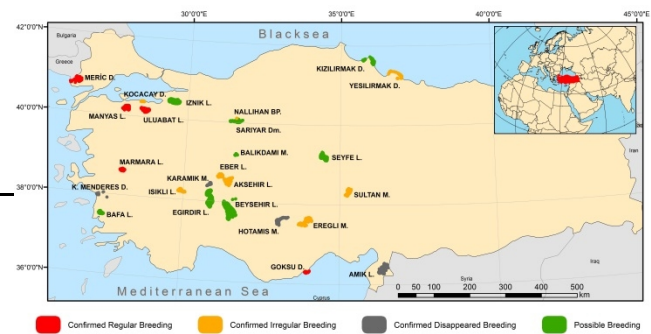 30°0'0"E 35°0'0"E 40°0'0"E 45°0'0"E
42°0'0"N
Bulgaria
Blacksea
Greece
KIZILIRMAK D.
MERİC D.
YESILIRMAK D.
KOCACAY D.
IZNIK L.
40°0'0"N
NALLIHAN BP.
MANYAS L.
ULUABAT L.
SARIYAR Dm.
BALIKDAMI M.
Iran
MARMARA L.
EBER L.
SEYFE L.
KARAMIK M.
38°0'0"N
K. MENDERES D.
ISIKLI L.
AKSEHIR L.
SULTAN M.
BEYSEHIR L.
BAFA L.
EGIRDIR L.
HOTAMIS M.
EREGLI M.
Iraq
36°0'0"N
GOKSU D.
AMIK L.
Syria
0 50 100 200 300 400 500
km
Mediterranean Sea
Cyprus
Confirmed Regular Breeding
Confirmed Irregular Breeding
Confirmed Disappeared Breeding
Possible Breeding